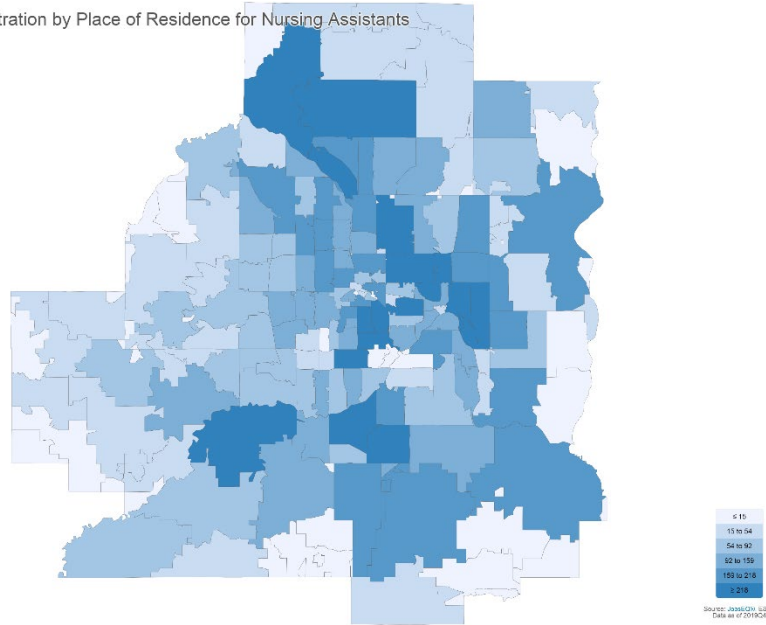 tration by Place of Residence for Nursing Assistants
≤ 15
15 to 54
54 to 92
92 to 159
159 to 218
≥ 218
Source: JobsEQ®, U.S
Data as of 2019Q4